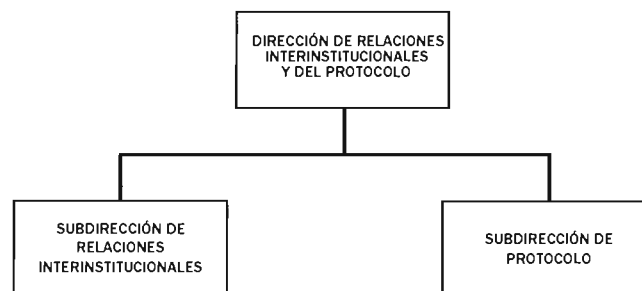 DIRECCIÓN DE RELACIONES
INTERINSTITUCIONALES
Y DEL PROTOCOLO
SUBDIRECCIÓN DE
RELACIONES
INTERINSTITUCIONALES
SUBDIRECCIÓN DE
PROTOCOLO